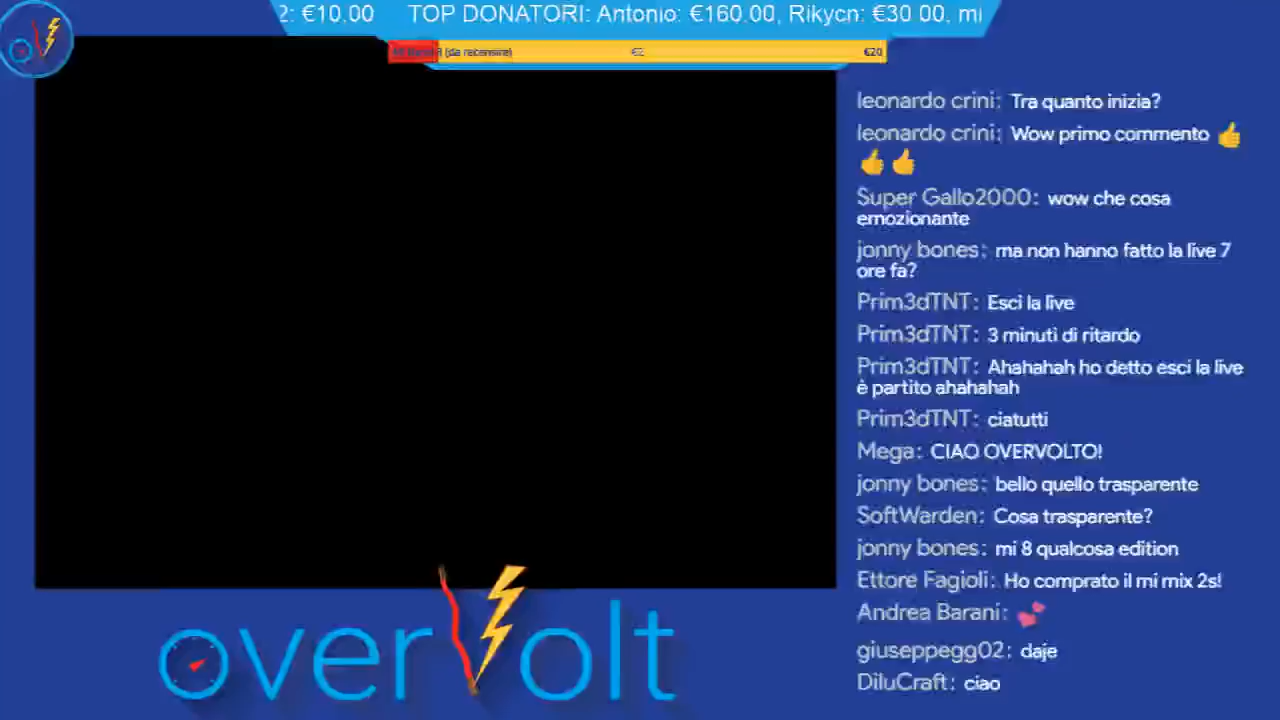 2: €10.00 TOP DONATORI: Antonio: €160.00, Rikycn: €30 00, mi
(da recensire) €2 €20
leonardo crini: Tra quanto inizia?
leonardo crini: Wow primo commento 👍
👍 👍
Super Gallo2000: wow che cosa
emozionante
jonny bones: ma non hanno fatto la live 7
ore fa?
Prim3dTNT: Esci la live
Prim3dTNT: 3 minuti di ritardo
Prim3dTNT: Ahahahah ho detto esci la live
è partito ahahahah
Prim3dTNT: ciatutti
Mega: CIAO OVERVOLTO!
jonny bones: bello quello trasparente
SoftWarden: Cosa trasparente?
jonny bones: mi 8 qualcosa edition
Ettore Fagioli: Ho comprato il mi mix 2s!
Andrea Barani: 💕
giuseppegg02: daje
DiluCraft: ciao
overVolt